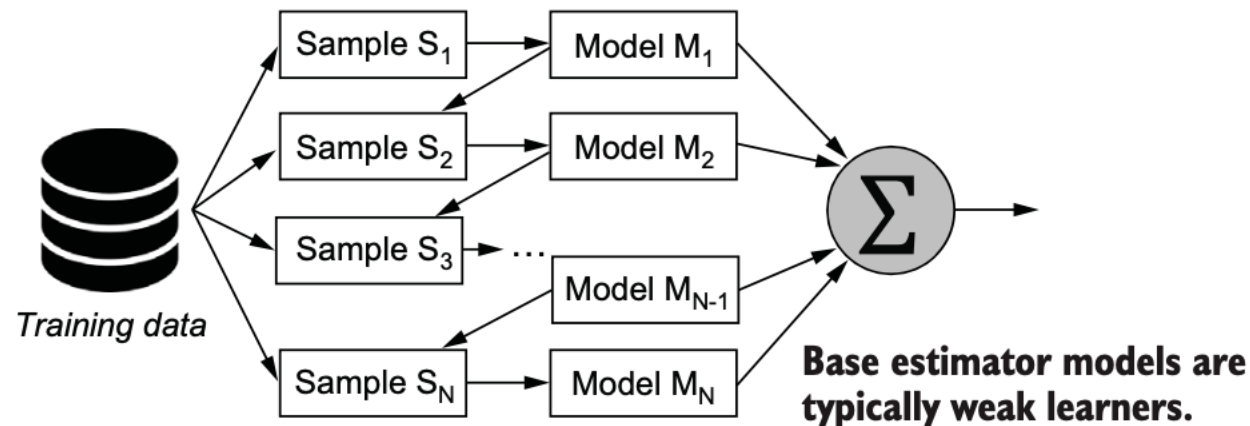 Sample S1
Model M1
Sample S2
Model M2
Sample S3
...
Model MN-1
Training data
Sample SN
Model MN
Σ
Base estimator models are
typically weak learners.